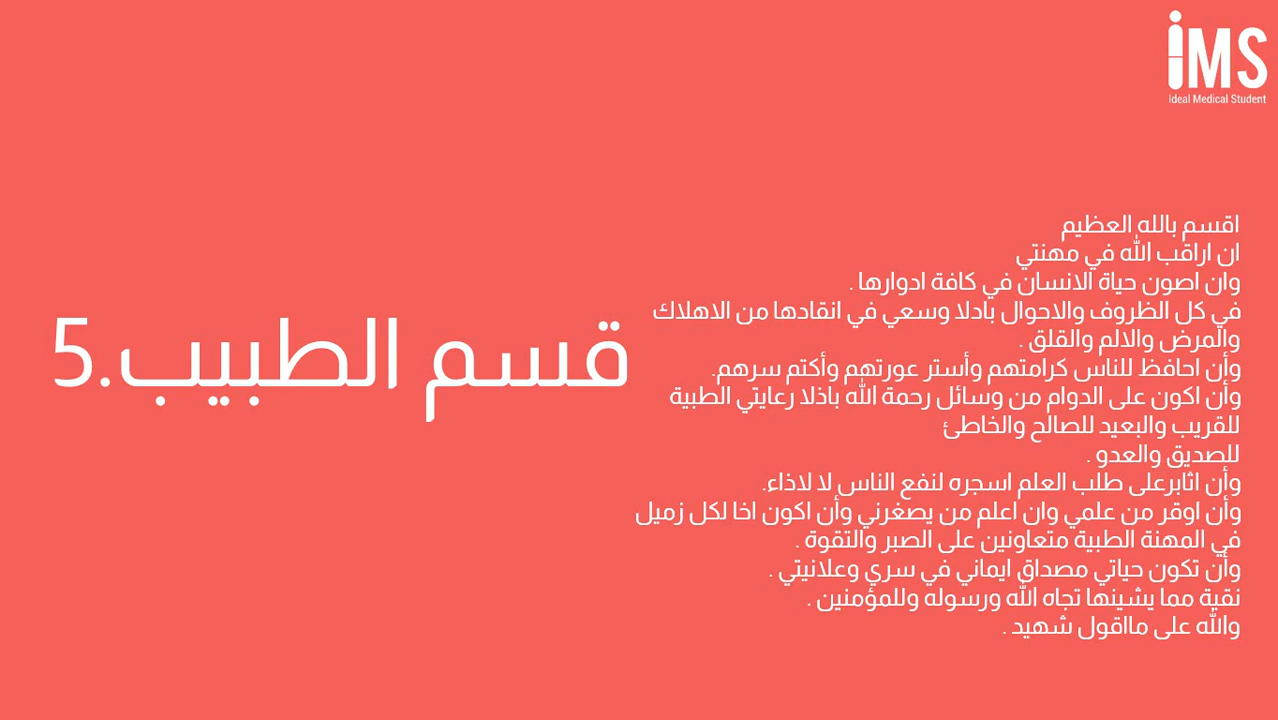 iMS
Ideal Medical Student
اقسم بالله العظيم
ان اراقب الله في مهنتي
وان اصون حياة الانسان في كافة ادوارها .
في كل الظروف والاحوال بادلا وسعي في انقادها من الاهلاك
والمرض والالم والقلق .
وأن احافظ للناس كرامتهم وأستر عورتهم وأكتم سرهم.
وأن اكون على الدوام من وسائل رحمة الله باذلا رعايتي الطبية
للقريب والبعيد للصالح والخاطئ
للصديق والعدو .
وأن اثابرعلى طلب العلم اسجره لنفع الناس لا لاذاء.
وأن اوقر من علمي وان اعلم من يصغرني وأن اكون اخا لكل زميل
في المهنة الطبية متعاونين على الصبر والتقوة .
وأن تكون حياتي مصداق ايماني في سري وعلانيتي .
نقية مما يشينها تجاه الله ورسوله وللمؤمنين .
والله على مااقول شهيد .
5.قسم الطبيب